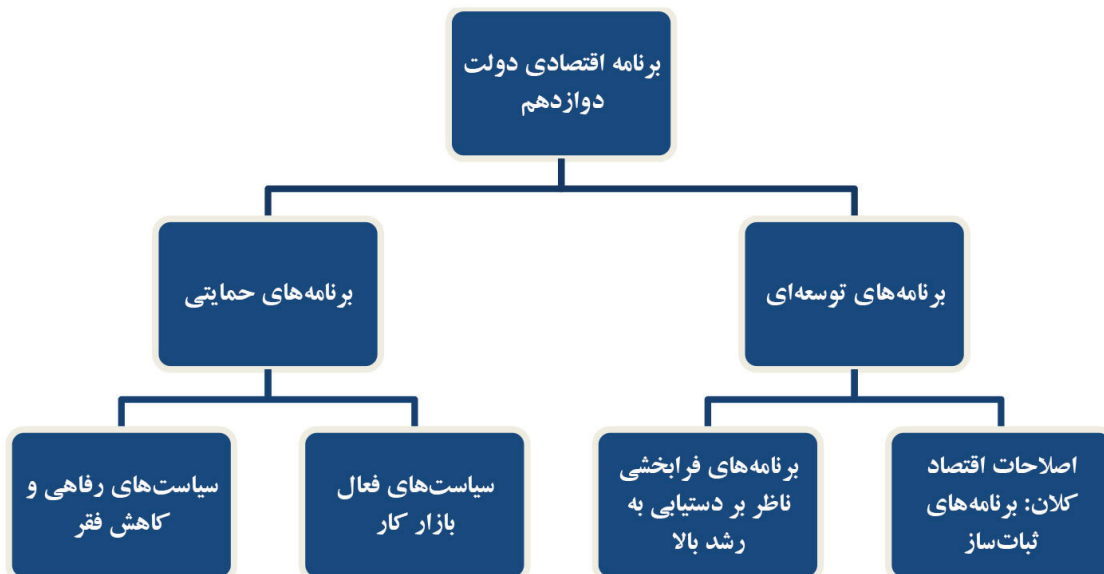 برنامه اقتصادی دولت
دوازدهم
برنامه‌های توسعه‌ای
برنامه‌های حمایتی
اصلاحات اقتصاد
کلان: برنامه‌های
ثبات‌ساز
برنامه‌های فرابخشی
ناظر بر دستیابی به
رشد بالا
سیاست‌های فعال
بازار کار
سیاست‌های رفاهی و
کاهش فقر